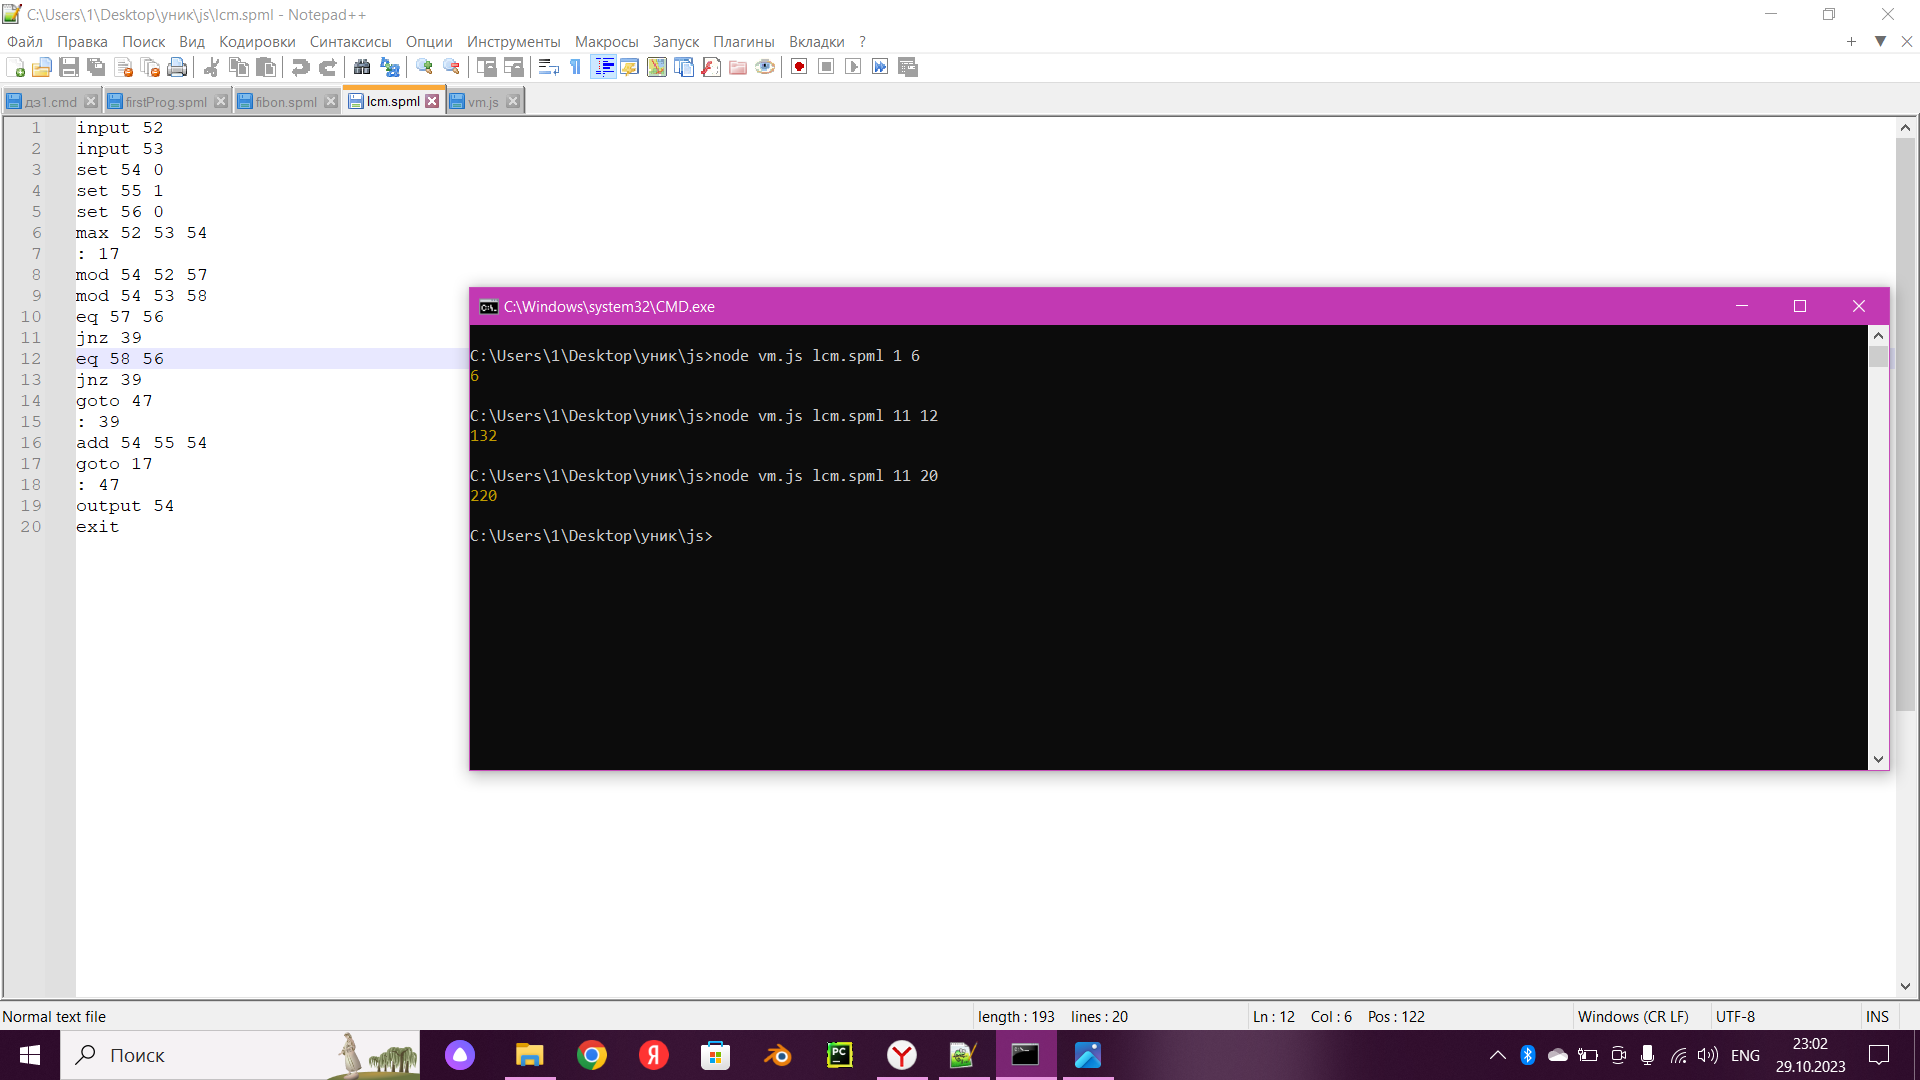 C:\Users\1\Desktop\уник\js\lcm.spml - Notepad++
Файл Правка Поиск Вид Кодировки Синтаксисы Опции Инструменты Макросы Запуск Плагины Вкладки ?
дз1.cmd firstProg.spml fibon.spml lcm.spml vm.js
1 input 52
2 input 53
3 set 54 0
4 set 55 1
5 set 56 0
6 max 52 53 54
7 : 17
8 mod 54 52 57
9 mod 54 53 58
10 eq 57 56
11 jnz 39
12 eq 58 56
13 jnz 39
14 goto 47
15 : 39
16 add 54 55 54
17 goto 17
18 : 47
19 output 54
20 exit
C:\Windows\system32\CMD.exe
C:\Users\1\Desktop\уник\js>node vm.js lcm.spml 1 6
6
C:\Users\1\Desktop\уник\js>node vm.js lcm.spml 11 12
132
C:\Users\1\Desktop\уник\js>node vm.js lcm.spml 11 20
220
C:\Users\1\Desktop\уник\js>
Normal text file length : 193 lines : 20 Ln : 12 Col : 6 Pos : 122 Windows (CR LF) UTF-8 INS
Поиск
ENG
23:02
29.10.2023